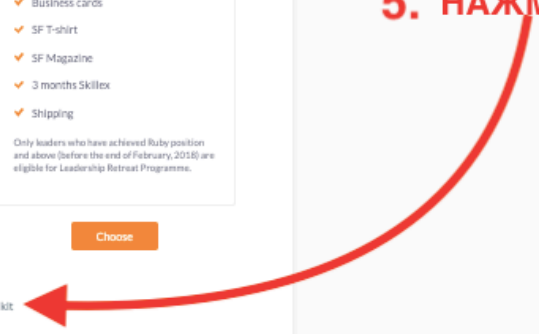 Business cards
5.
SF T-shirt
SF Magazine
3 months Skillex
Shipping
Only leaders who have achieved Ruby position
and above (before the end of February, 2018) are
eligible for Leadership Retreat Programme.
Choose
kit